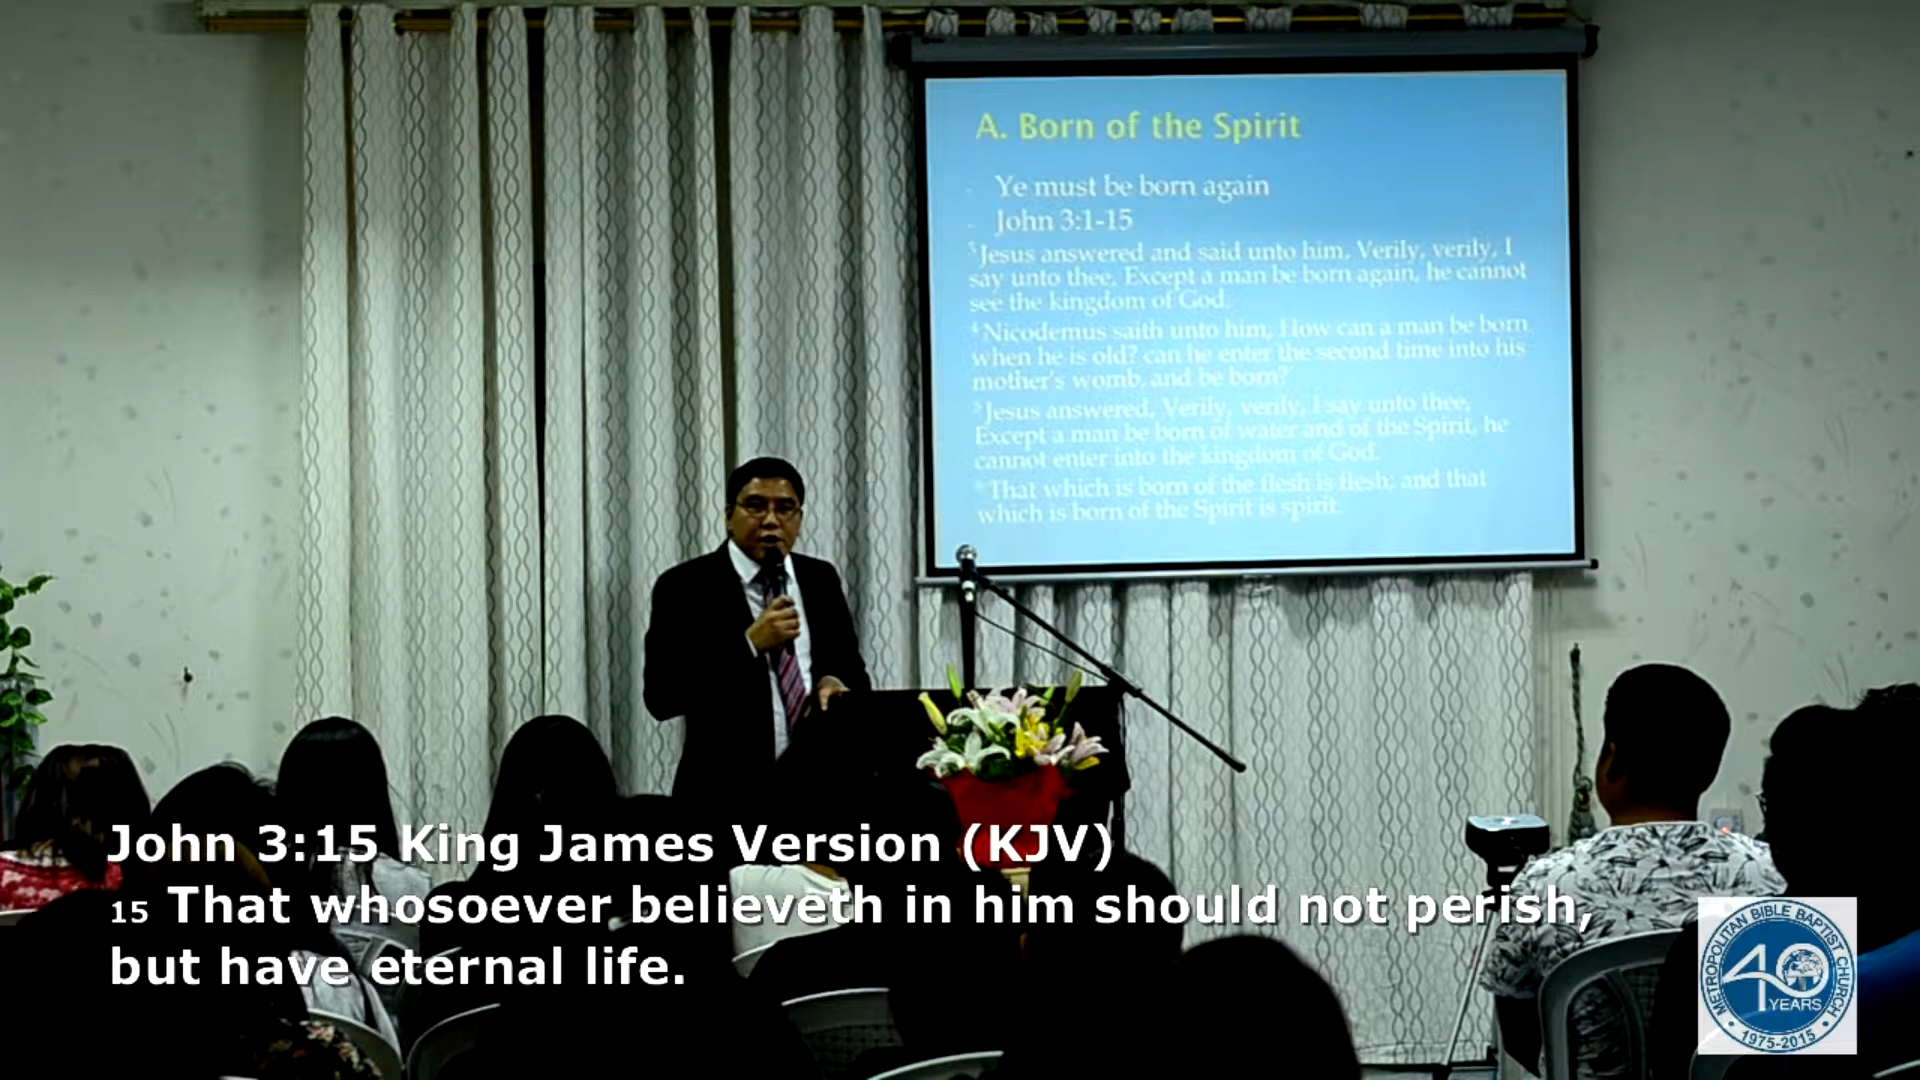 A. Born of the Spirit
- Ye must be born again
- John 3:1-15
3 Jesus answered and said unto him, Verily, verily, I
say unto thee, Except a man be born again, he cannot
see the kingdom of God.
4 Nicodemus saith unto him, How can a man be born
when he is old? can he enter the second time into his
mother's womb, and be born?
5 Jesus answered, Verily, verily, I say unto thee,
Except a man be born of water and of the Spirit, he
cannot enter into the kingdom of God.
6 That which is born of the flesh is flesh; and that
which is born of the Spirit is spirit.
John 3:15 King James Version (KJV)
15 That whosoever believeth in him should not perish,
but have eternal life.
METROPOLITAN BIBLE BAPTIST CHURCH
40
YEARS
• 1975-2015 •